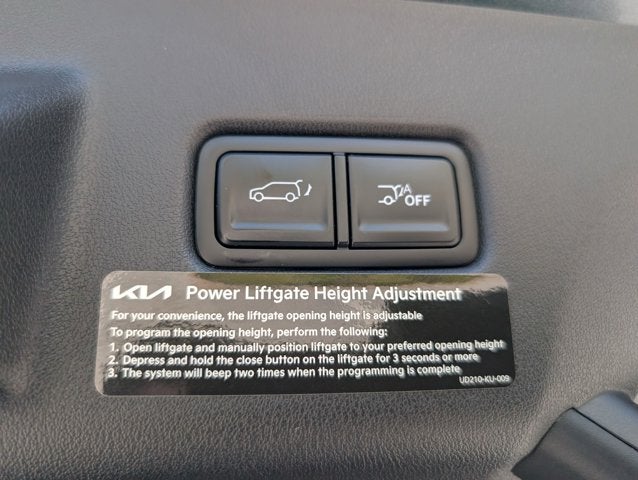 A
OFF
KIA Power Liftgate Height Adjustment
For your convenience, the liftgate opening height is adjustable
To program the opening height, perform the following:
1. Open liftgate and manually position liftgate to your preferred opening height
2. Depress and hold the close button on the liftgate for 3 seconds or more
3. The system will beep two times when the programming is complete
UD210-KU-009